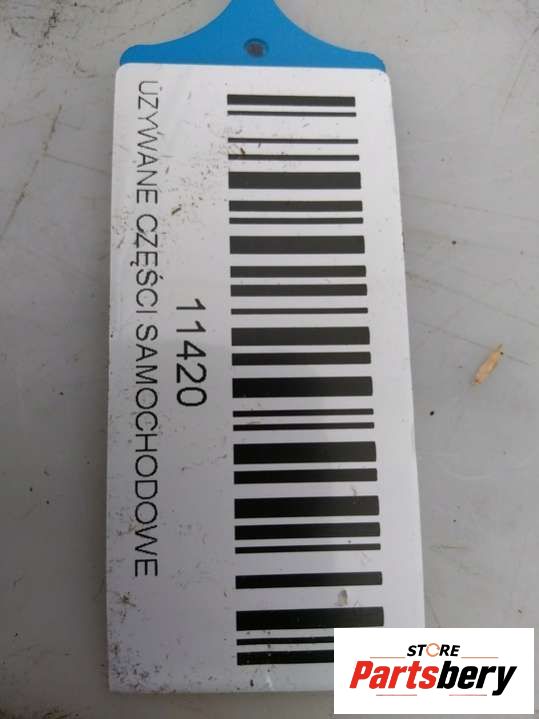 11420
UŻYWANE CZĘŚCI SAMOCHODOWE
STORE
Partsbery